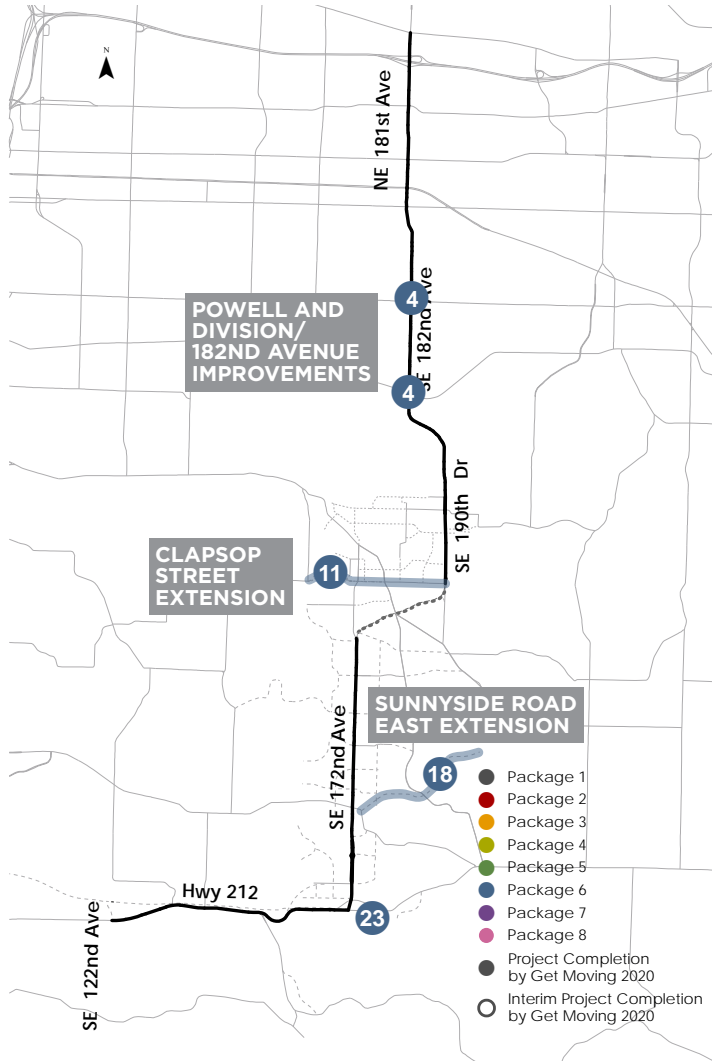 N
NE 181st Ave
4
SE 182nd Ave
POWELL AND
DIVISION/
182ND AVENUE
IMPROVEMENTS
4
SE 190th Dr
CLAPSOP
STREET
EXTENSION
11
SUNNYSIDE ROAD
EAST EXTENSION
SE 172nd Ave
18
Hwy 212
23
SE 122nd Ave
Package 1
Package 2
Package 3
Package 4
Package 5
Package 6
Package 7
Package 8
Project Completion
by Get Moving 2020
Interim Project Completion
by Get Moving 2020